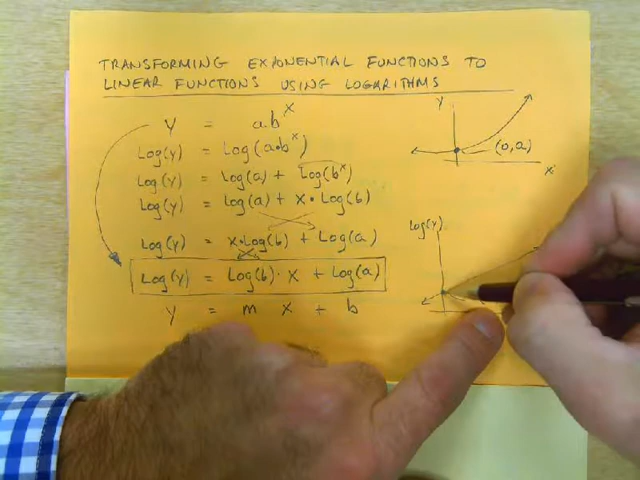 TRANSFORMING EXPONENTIAL FUNCTIONS TO
LINEAR FUNCTIONS USING LOGARITHMS
Y = ab^x
Log(y) = Log(a·b^x)
Log(y) = Log(a) + Log(b^x)
Log(y) = Log(a) + x·Log(b)
Log(y) = x·Log(b) + Log(a)
Log(y) = Log(b)· x + Log(a)
Y = m x + b
Y
(0,a)
x
Log(y)